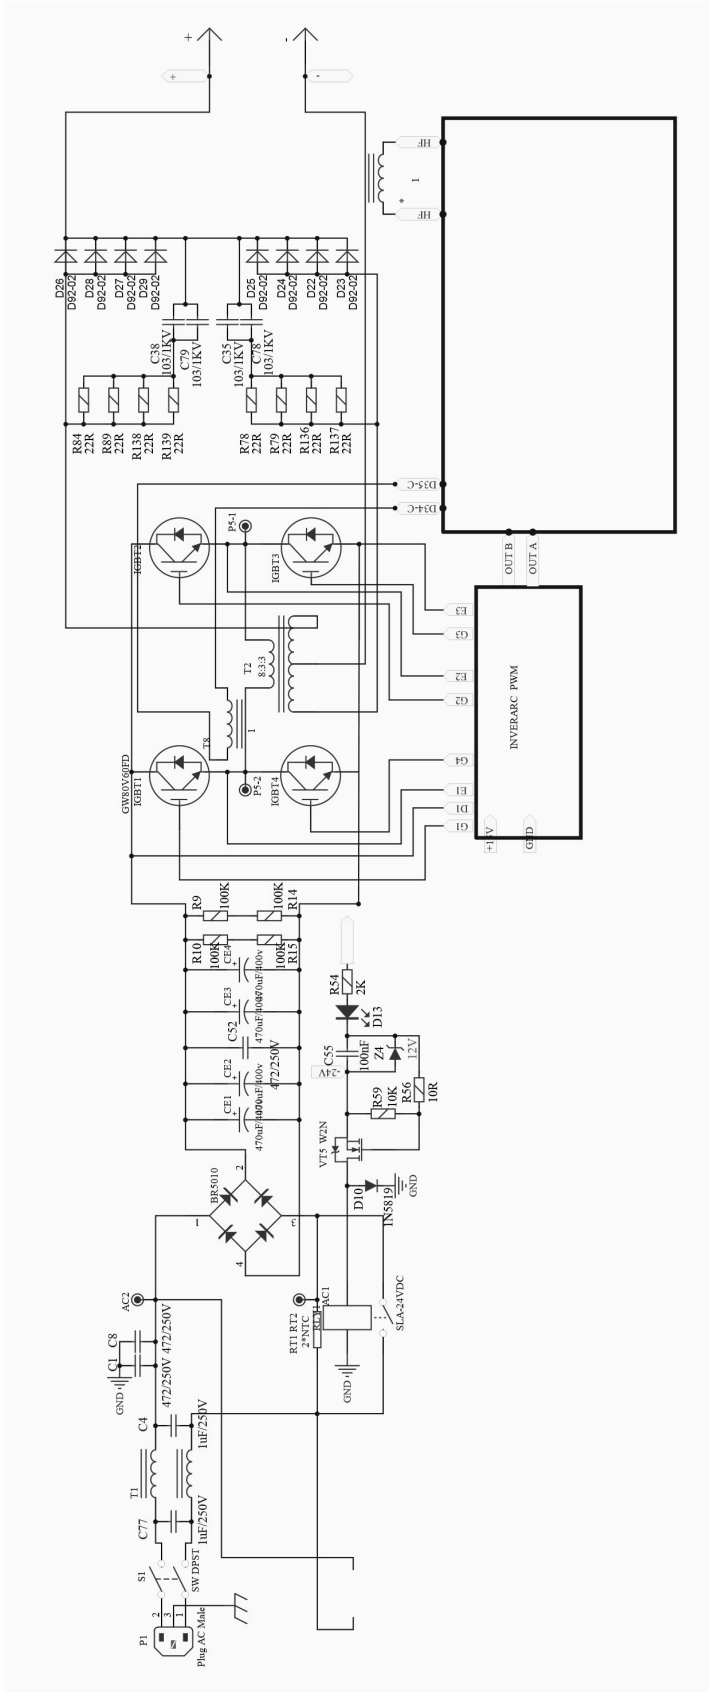 +
-
+
-
HF
1
*
HF
D26
D92-02
D28
D92-02
D27
D92-02
D29
D92-02
D25
D92-02
D24
D92-02
D22
D92-02
D23
D92-02
C38
103/1KV
C79
103/1KV
C35
103/1KV
C78
103/1KV
R84
22R
R89
22R
R138
22R
R139
22R
R78
22R
R79
22R
R136
22R
R137
22R
D35-C
D34-C
P5-1
IGBT2
IGBT3
OUT B
OUT A
E3
G3
E2
G2
G4
E1
D1
G1
INVERARC PWM
+15V
GND
T2
8:3:3
T8
1
GW80V60FD
IGBT1
IGBT4
P5-2
R9
100K
100K
R14
R10
100K
100K
R15
CE4
470uF/400v
CE3
470uF/400v
C52
472/250V
CE2
470uF/400v
CE1
470uF/400v
R54
2K
D13
C55
100nF
Z4
12V
-24V
R59
10K
R56
10R
VT5 W2N
D10
1N5819
GND
BR5010
1
2
3
4
AC2
AC1
RT1 RT2
2*NTC
RLY1
SLA-24VDC
GND
C1
472/250V
C8
472/250V
GND
C4
1uF/250V
T1
C77
1uF/250V
S1
SW DPST
2
3
1
P1
Plug AC Male